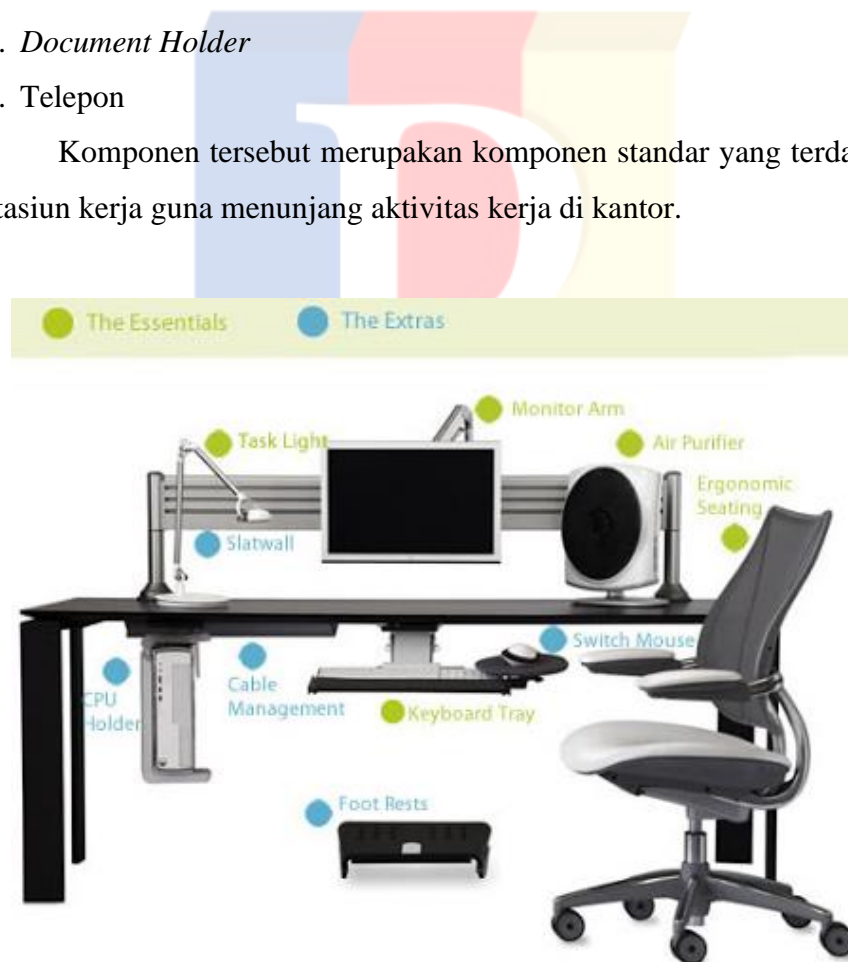 . Document Holder
. Telepon
Komponen tersebut merupakan komponen standar yang terda
tasiun kerja guna menunjang aktivitas kerja di kantor.
The Essentials
The Extras
Monitor Arm
Task Light
Air Purifier
Ergonomic
Seating
Slatwall
Switch Mouse
CPU
Holder
Cable
Management
Keyboard Tray
Foot Rests